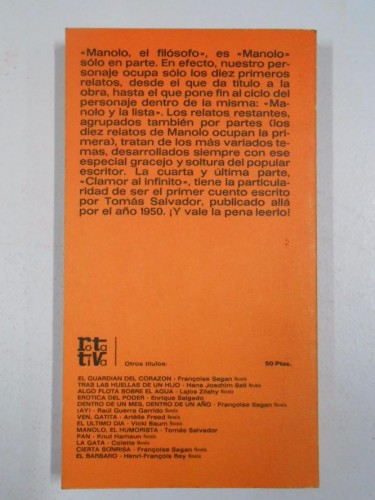 «Manolo, el filósofo», es «Manolo»
sólo en parte. En efecto, nuestro per-
sonaje ocupa sólo los diez primeros
relatos, desde el que da título a la
obra, hasta el que pone fin al ciclo del
personaje dentro de la misma: «Ma-
nolo y la lista». Los relatos restantes,
agrupados también por partes (los
diez relatos de Manolo ocupan la pri-
mera), tratan de los más variados te-
mas, desarrollados siempre con ese
especial gracejo y soltura del popular
escritor. La cuarta y última parte,
«Clamor al infinito», tiene la particula-
ridad de ser el primer cuento escrito
por Tomás Salvador, publicado allá
por el año 1950. ¡Y vale la pena leerlo!
rotativa
Otros títulos:
50 Ptas.
EL GUARDIAN DEL CORAZON - Françoise Sagan
TRAS LAS HUELLAS DE UN HIJO - Hans Joachim Sell
ALGO FLOTA SOBRE EL AGUA - Lajos Zilahy
EROTICA DEL PODER - Enrique Salgado
DENTRO DE UN MES, DENTRO DE UN AÑO - Françoise Sagan
¡AY! - Raúl Guerra Garrido
VEN, GATITA - Arlélle Freed
EL ULTIMO DIA - Vicki Baum
MANOLO, EL HUMORISTA - Tomás Salvador
PAN - Knut Hamsun
LA GATA - Colette
CIERTA SONRISA - Françoise Sagan
EL BARBARO - Henri-François Rey